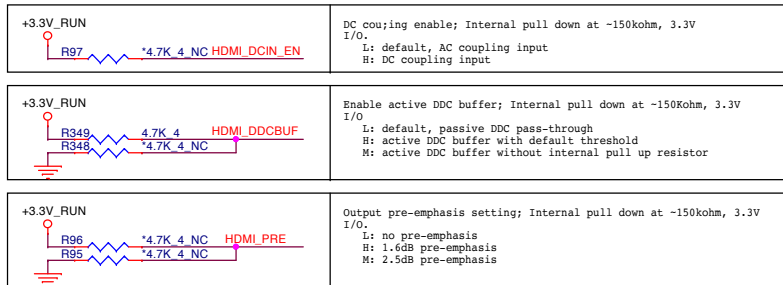 +3.3V_RUN
R97 *4.7K_4_NC HDMI_DCIN_EN
DC cou;ing enable; Internal pull down at ~150kohm, 3.3V
I/O.
L: default, AC coupling input
H: DC coupling input
+3.3V_RUN
R349 4.7K_4 HDMI_DDCBUF
R348 *4.7K_4_NC
Enable active DDC buffer; Internal pull down at ~150Kohm, 3.3V
I/O
L: default, passive DDC pass-through
H: active DDC buffer with default threshold
M: active DDC buffer without internal pull up resistor
+3.3V_RUN
R96 *4.7K_4_NC HDMI_PRE
R95 *4.7K_4_NC
Output pre-emphasis setting; Internal pull down at ~150kohm, 3.3V
I/O.
L: no pre-emphasis
H: 1.6dB pre-emphasis
M: 2.5dB pre-emphasis